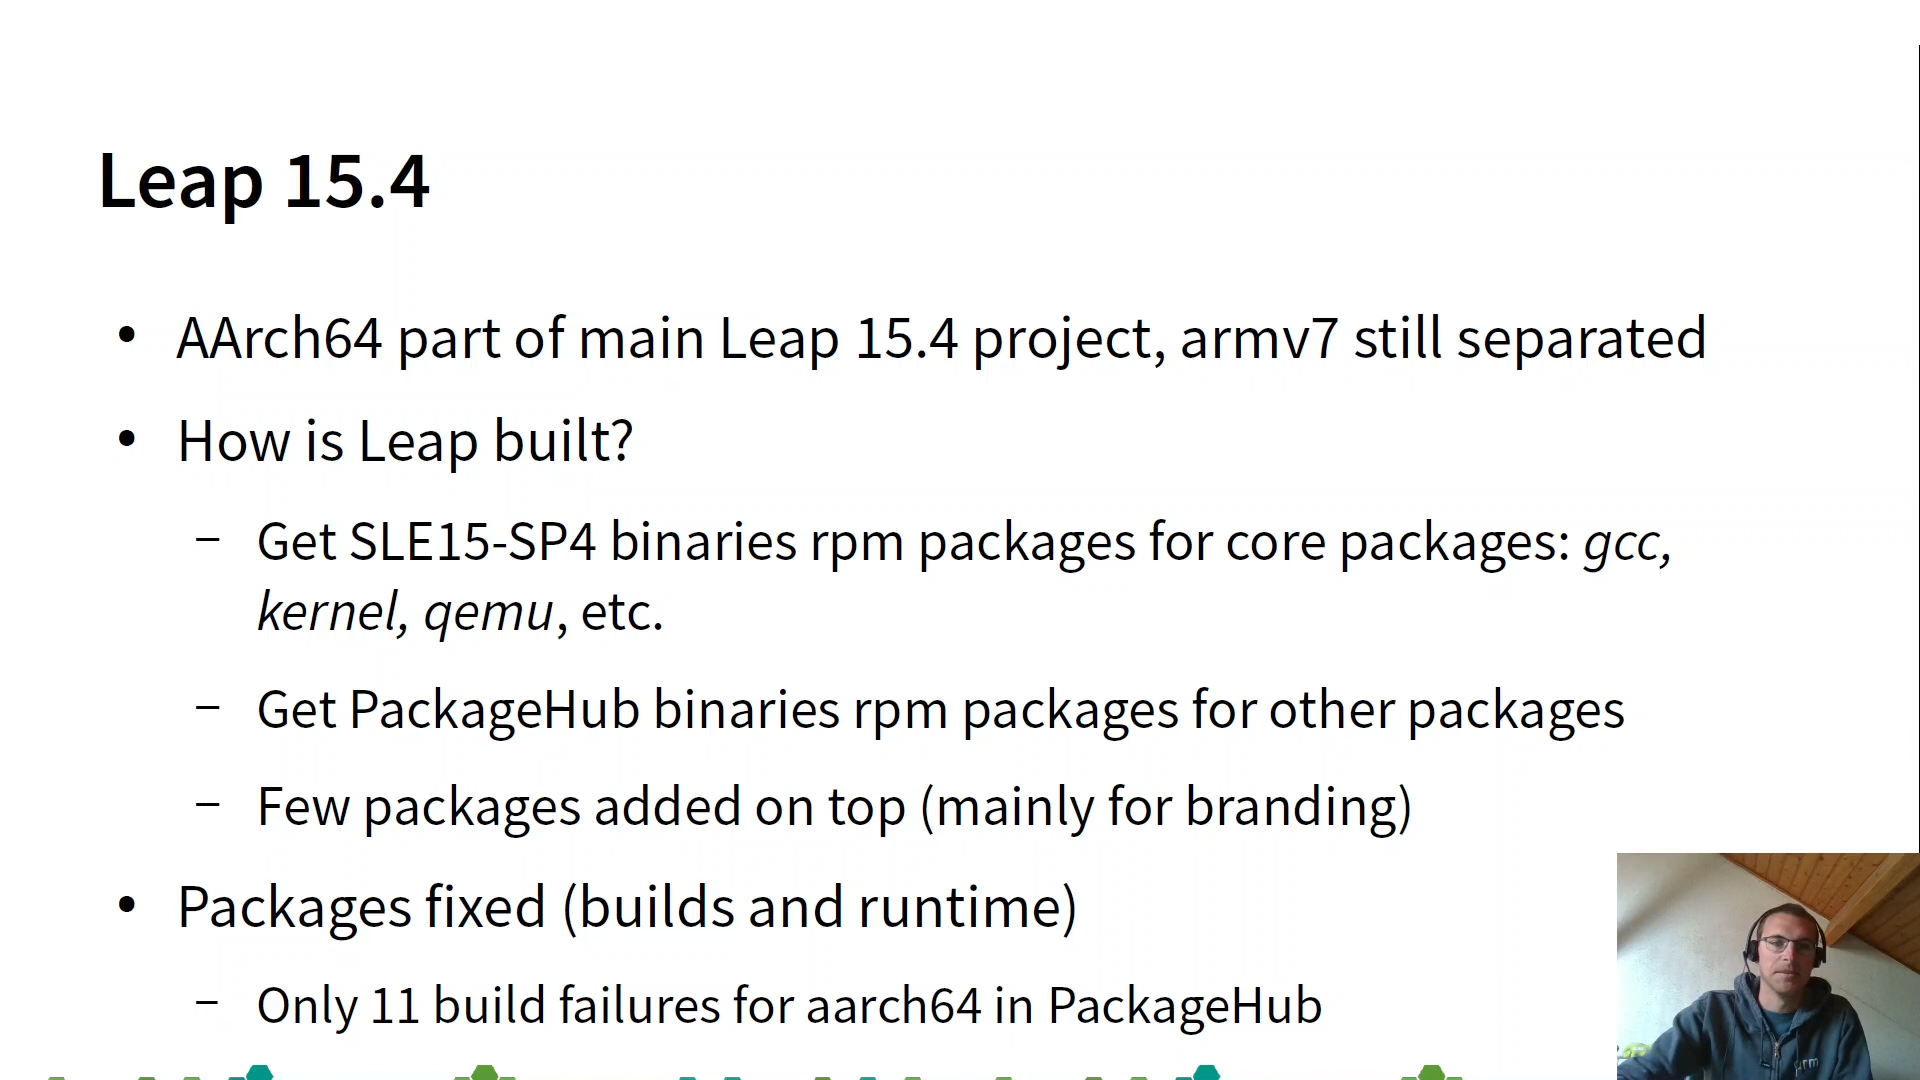 Leap 15.4
• AArch64 part of main Leap 15.4 project, armv7 still separated
• How is Leap built?
– Get SLE15-SP4 binaries rpm packages for core packages: gcc,
kernel, qemu, etc.
– Get PackageHub binaries rpm packages for other packages
– Few packages added on top (mainly for branding)
• Packages fixed (builds and runtime)
– Only 11 build failures for aarch64 in PackageHub
arm